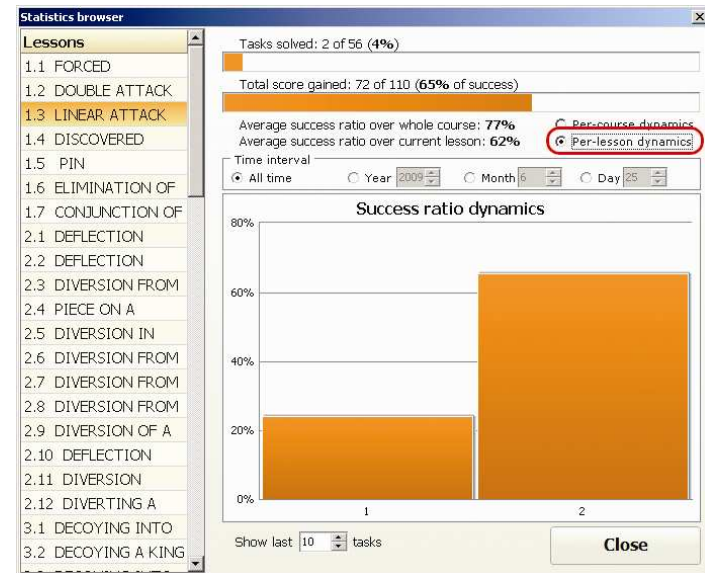 Statistics browser
Lessons
1.1 FORCED
1.2 DOUBLE ATTACK
1.3 LINEAR ATTACK
1.4 DISCOVERED
1.5 PIN
1.6 ELIMINATION OF
1.7 CONJUNCTION OF
2.1 DEFLECTION
2.2 DEFLECTION
2.3 DIVERSION FROM
2.4 PIECE ON A
2.5 DIVERSION IN
2.6 DIVERSION FROM
2.7 DIVERSION FROM
2.8 DIVERSION FROM
2.9 DIVERSION OF A
2.10 DEFLECTION
2.11 DIVERSION
2.12 DIVERTING A
3.1 DECOYING INTO
3.2 DECOYING A KING
Tasks solved: 2 of 56 (4%)
Total score gained: 72 of 110 (65% of success)
Average success ratio over whole course: 77%
Average success ratio over current lesson: 62%
Per-course dynamics
Per-lesson dynamics
Time interval
All time Year 2009 Month 6 Day 25
Success ratio dynamics
80%
60%
40%
20%
0%
1 2
Show last 10 tasks
Close